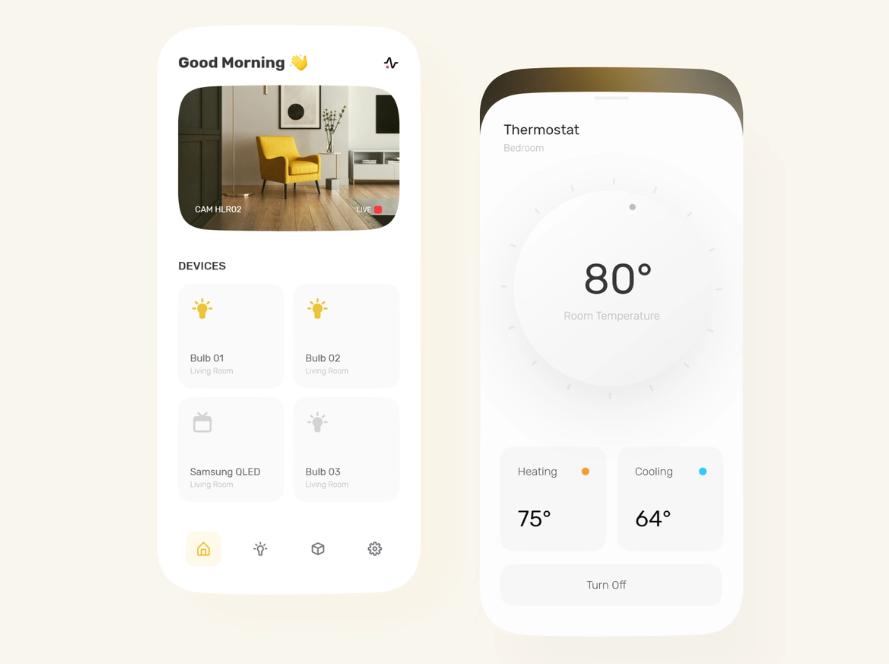 Good Morning 👋
CAM HLR02
LIVE
DEVICES
Bulb 01
Living Room
Bulb 02
Living Room
Samsung QLED
Living Room
Bulb 03
Living Room
Thermostat
Bedroom
80°
Room Temperature
Heating
75°
Cooling
64°
Turn Off